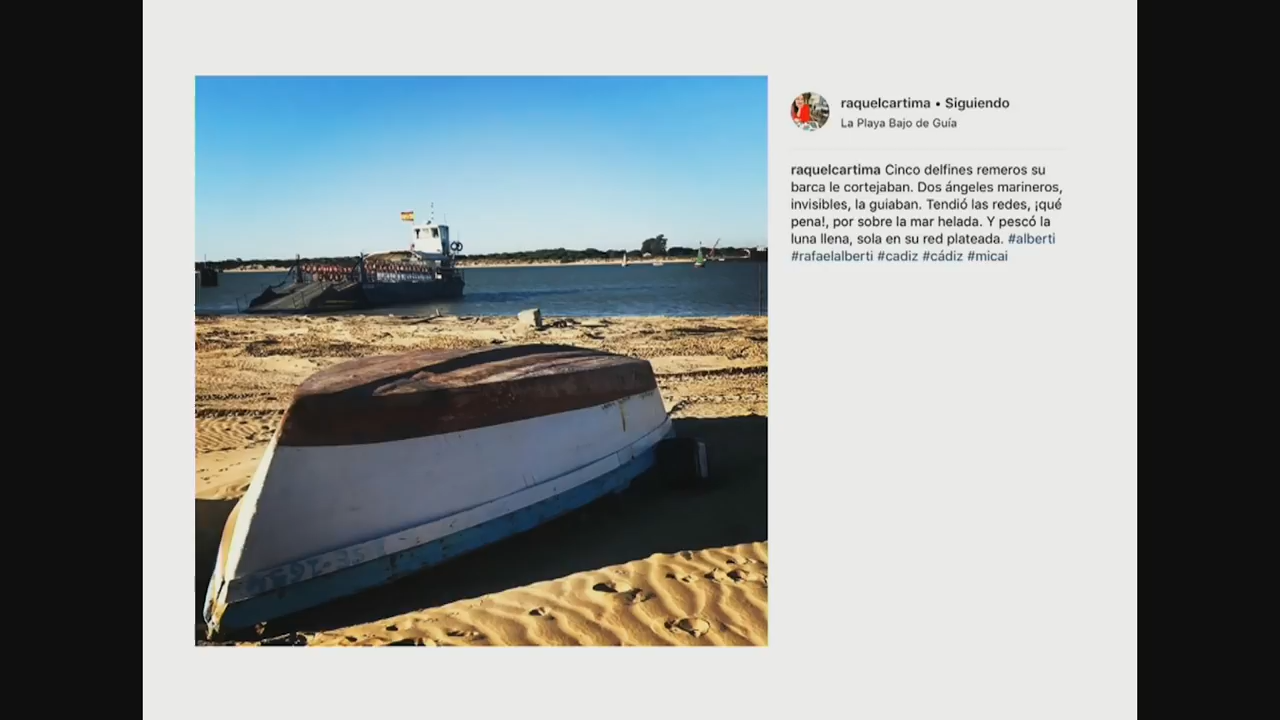 raquelcartima • Siguiendo
La Playa Bajo de Guía
raquelcartima Cinco delfines remeros su
barca le cortejaban. Dos ángeles marineros,
invisibles, la guiaban. Tendió las redes, ¡qué
pena!, por sobre la mar helada. Y pescó la
luna llena, sola en su red plateada. #alberti
#rafaelalberti #cadiz #cádiz #micai